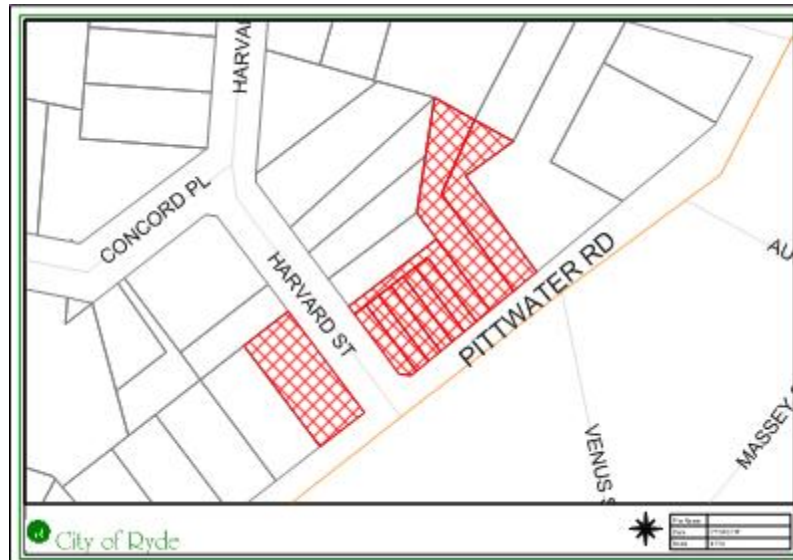 HARVA
CONCORD PL
HARVARD ST
PITTWATER RD
AU
VENUS S
MASSEY
City of Ryde